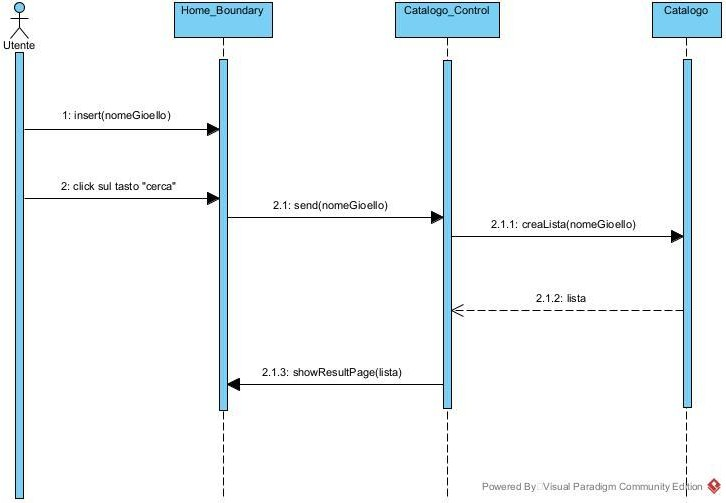 Home_Boundary
Catalogo_Control
Catalogo
Utente
1: insert(nomeGioello)
2: click sul tasto "cerca"
2.1: send(nomeGioello)
2.1.1: creaLista(nomeGioello)
2.1.2: lista
2.1.3: showResultPage(lista)
Powered By Visual Paradigm Community Edition